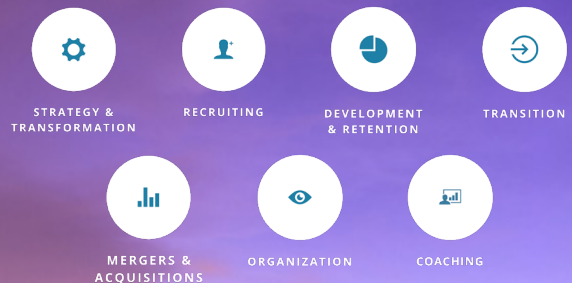 STRATEGY &
TRANSFORMATION
RECRUITING
DEVELOPMENT
& RETENTION
TRANSITION
MERGERS &
ACQUISITIONS
ORGANIZATION
COACHING